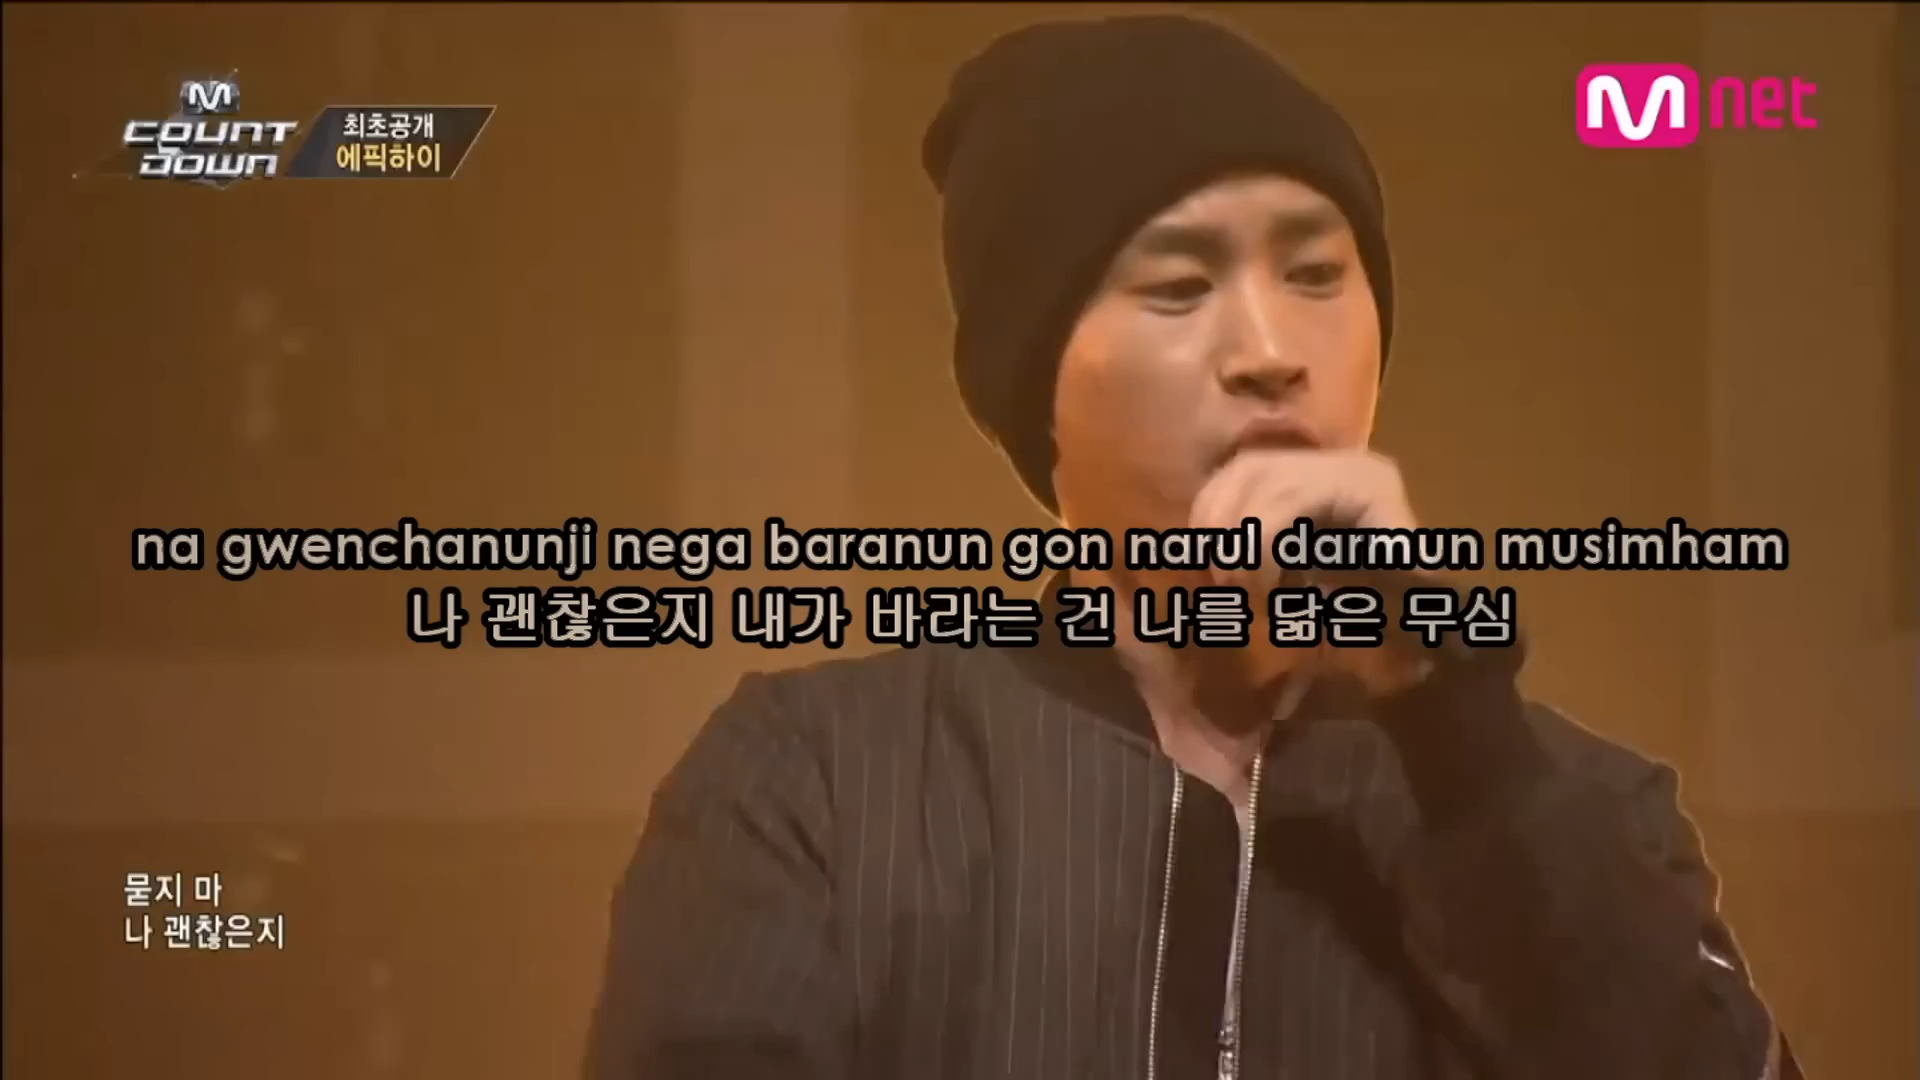 M
COUNT
DOWN
최초공개
에픽하이
Mnet
na gwenchanunji nega baranun gon narul darmun musimham
나 괜찮은지 내가 바라는 건 나를 닮은 무심
묻지 마
나 괜찮은지